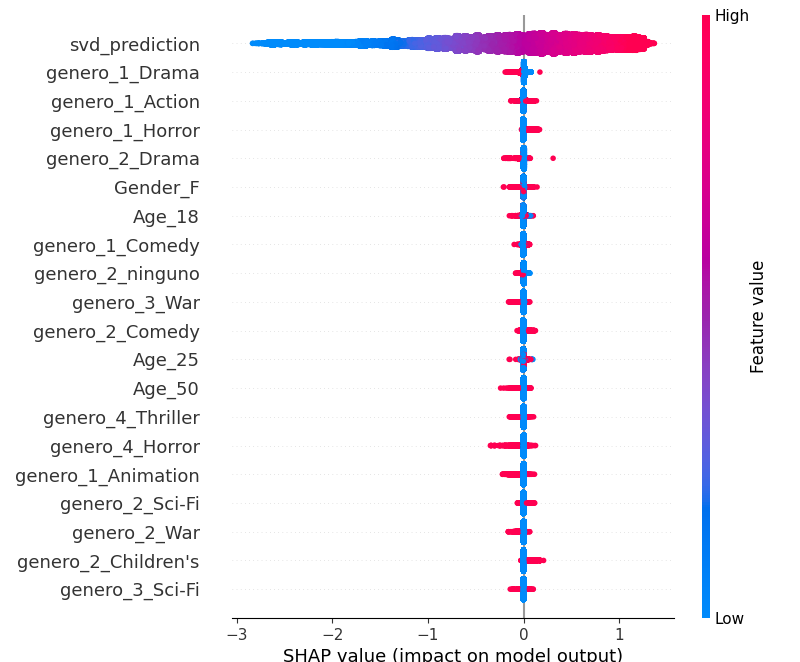 High
svd_prediction
genero_1_Drama
genero_1_Action
genero_1_Horror
genero_2_Drama
Gender_F
Age_18
genero_1_Comedy
genero_2_ninguno
genero_3_War
genero_2_Comedy
Age_25
Age_50
genero_4_Thriller
genero_4_Horror
genero_1_Animation
genero_2_Sci-Fi
genero_2_War
genero_2_Children's
genero_3_Sci-Fi
Feature value
Low
−3 −2 −1 0 1
SHAP value (impact on model output)